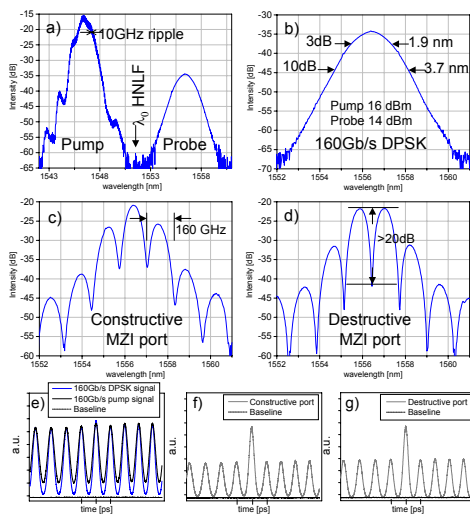 a)
10GHz ripple
λ0 HNLF
Pump
Probe
Intensity [dB]
-15
-20
-25
-30
-35
-40
-45
-50
-55
-60
-65
1543
1548
1553
1558
wavelength [nm]
b)
3dB
1.9 nm
10dB
3.7 nm
Pump 16 dBm
Probe 14 dBm
160Gb/s DPSK
Intensity [dB]
-35
-40
-45
-50
-55
-60
-65
-70
1552
1554
1556
1558
1560
wavelength [nm]
c)
160 GHz
Constructive
MZI port
Intensity [dB]
-20
-25
-30
-35
-40
-45
-50
-55
-60
1552
1554
1556
1558
1560
wavelength [nm]
d)
>20dB
Destructive
MZI port
Intensity [dB]
-20
-25
-30
-35
-40
-45
-50
-55
-60
1552
1554
1556
1558
1560
wavelength [nm]
e)
160Gb/s DPSK signal
160Gb/s pump signal
Baseline
a.u.
time [ps]
f)
Constructive port
Baseline
a.u.
time [ps]
g)
Destructive port
Baseline
a.u.
time [ps]